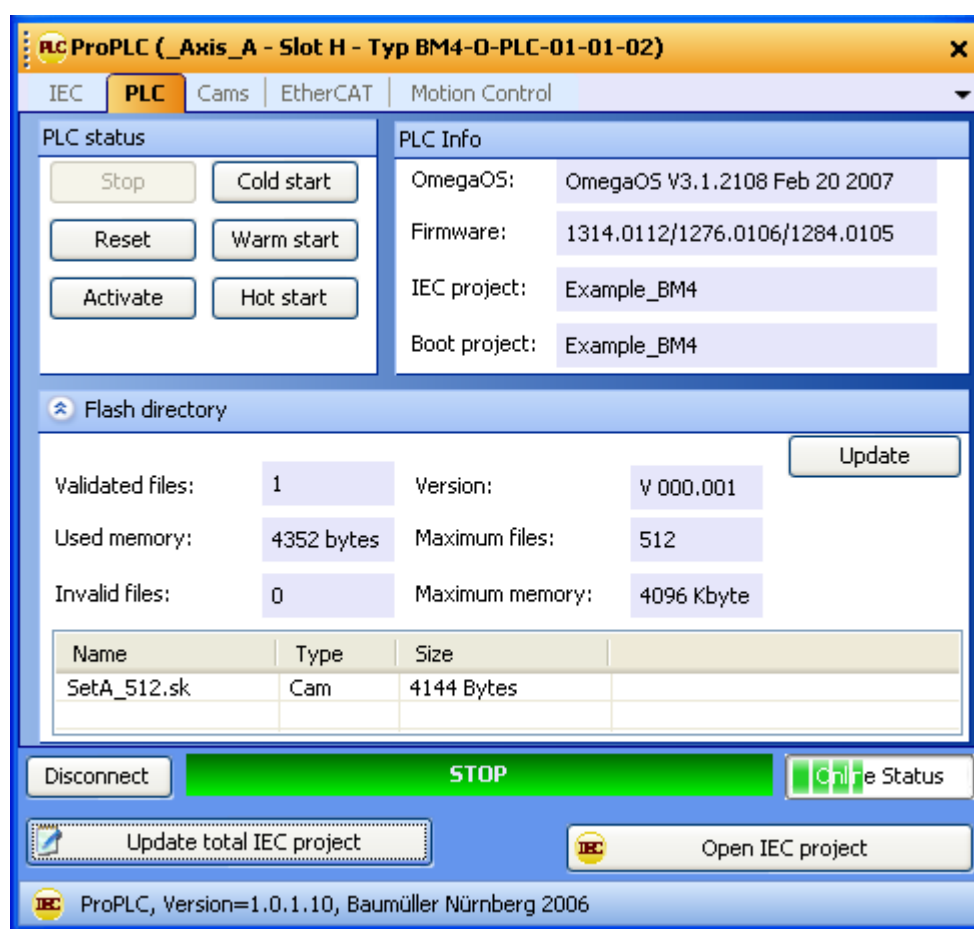 PLC ProPLC (_Axis_A - Slot H - Typ BM4-O-PLC-01-01-02)
IEC PLC Cams EtherCAT Motion Control
PLC status
Stop Cold start
Reset Warm start
Activate Hot start
PLC Info
OmegaOS: OmegaOS V3.1.2108 Feb 20 2007
Firmware: 1314.0112/1276.0106/1284.0105
IEC project: Example_BM4
Boot project: Example_BM4
Flash directory
Update
Validated files: 1 Version: V 000.001
Used memory: 4352 bytes Maximum files: 512
Invalid files: 0 Maximum memory: 4096 Kbyte
Name Type Size
SetA_512.sk Cam 4144 Bytes
Disconnect STOP Online Status
Update total IEC project IEC Open IEC project
IEC ProPLC, Version=1.0.1.10, Baumüller Nürnberg 2006